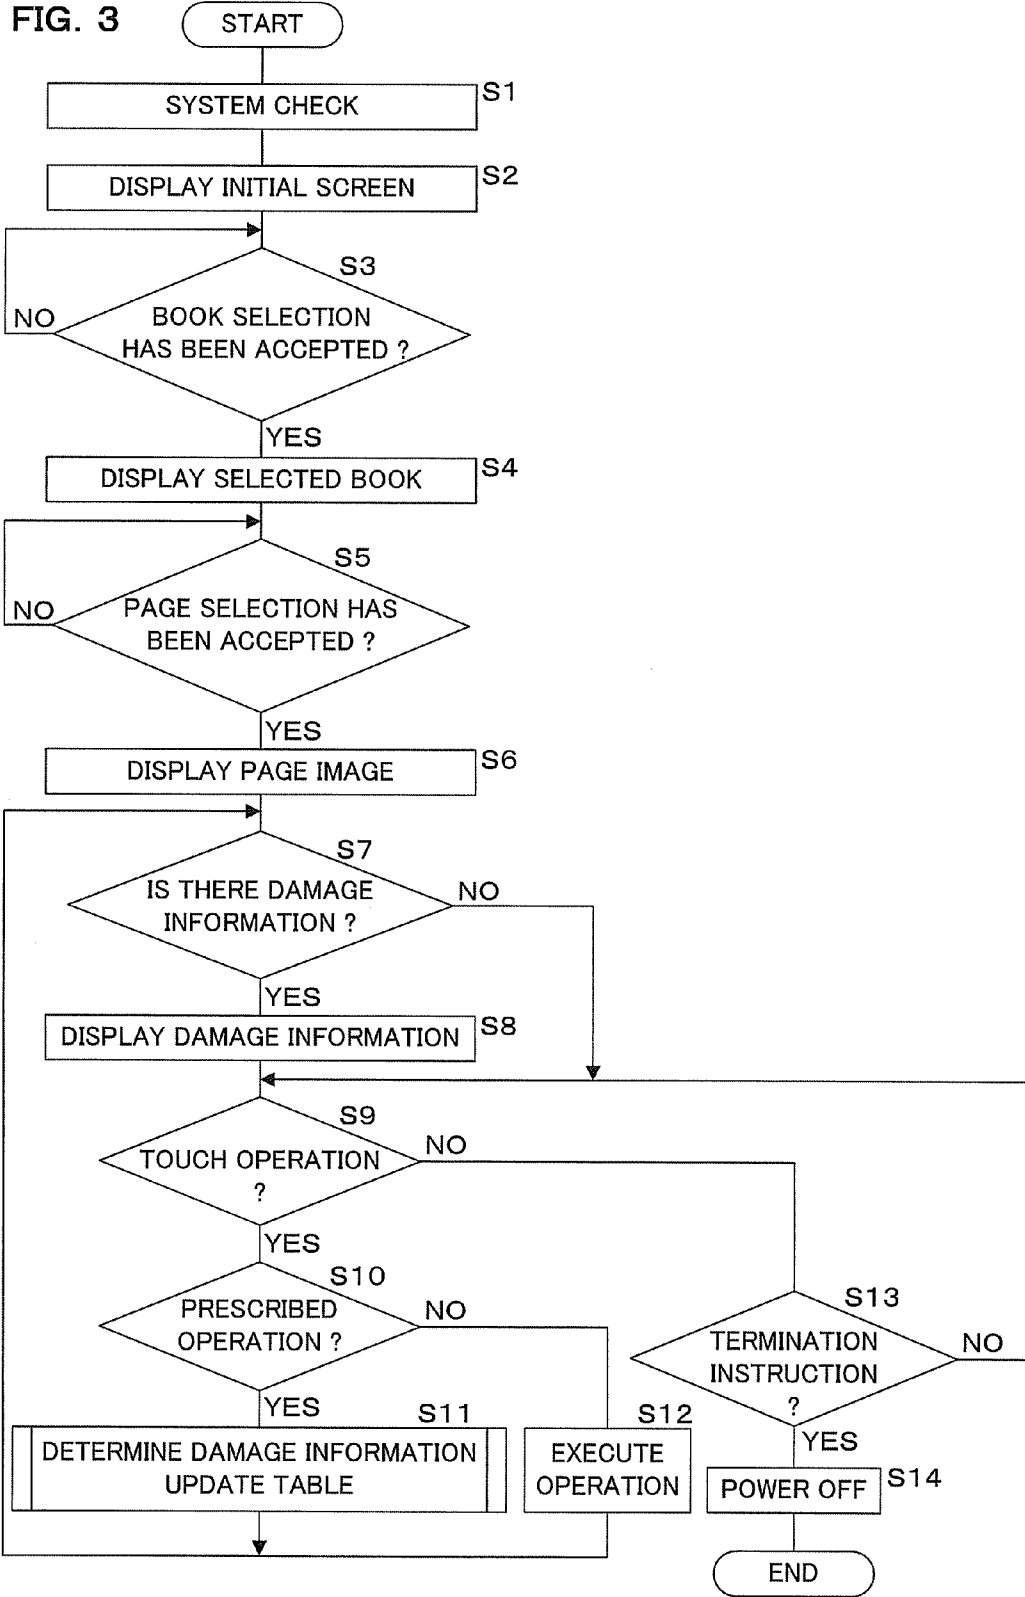 FIG. 3
START
S1
SYSTEM CHECK
S2
DISPLAY INITIAL SCREEN
S3
NO
BOOK SELECTION
HAS BEEN ACCEPTED ?
YES
S4
DISPLAY SELECTED BOOK
S5
NO
PAGE SELECTION HAS
BEEN ACCEPTED ?
YES
S6
DISPLAY PAGE IMAGE
S7
IS THERE DAMAGE
INFORMATION ?
NO
YES
S8
DISPLAY DAMAGE INFORMATION
S9
NO
TOUCH OPERATION
?
YES
S10
PRESCRIBED
OPERATION ?
NO
S13
TERMINATION
INSTRUCTION
?
NO
YES
S11
DETERMINE DAMAGE INFORMATION
UPDATE TABLE
S12
EXECUTE
OPERATION
YES
S14
POWER OFF
END